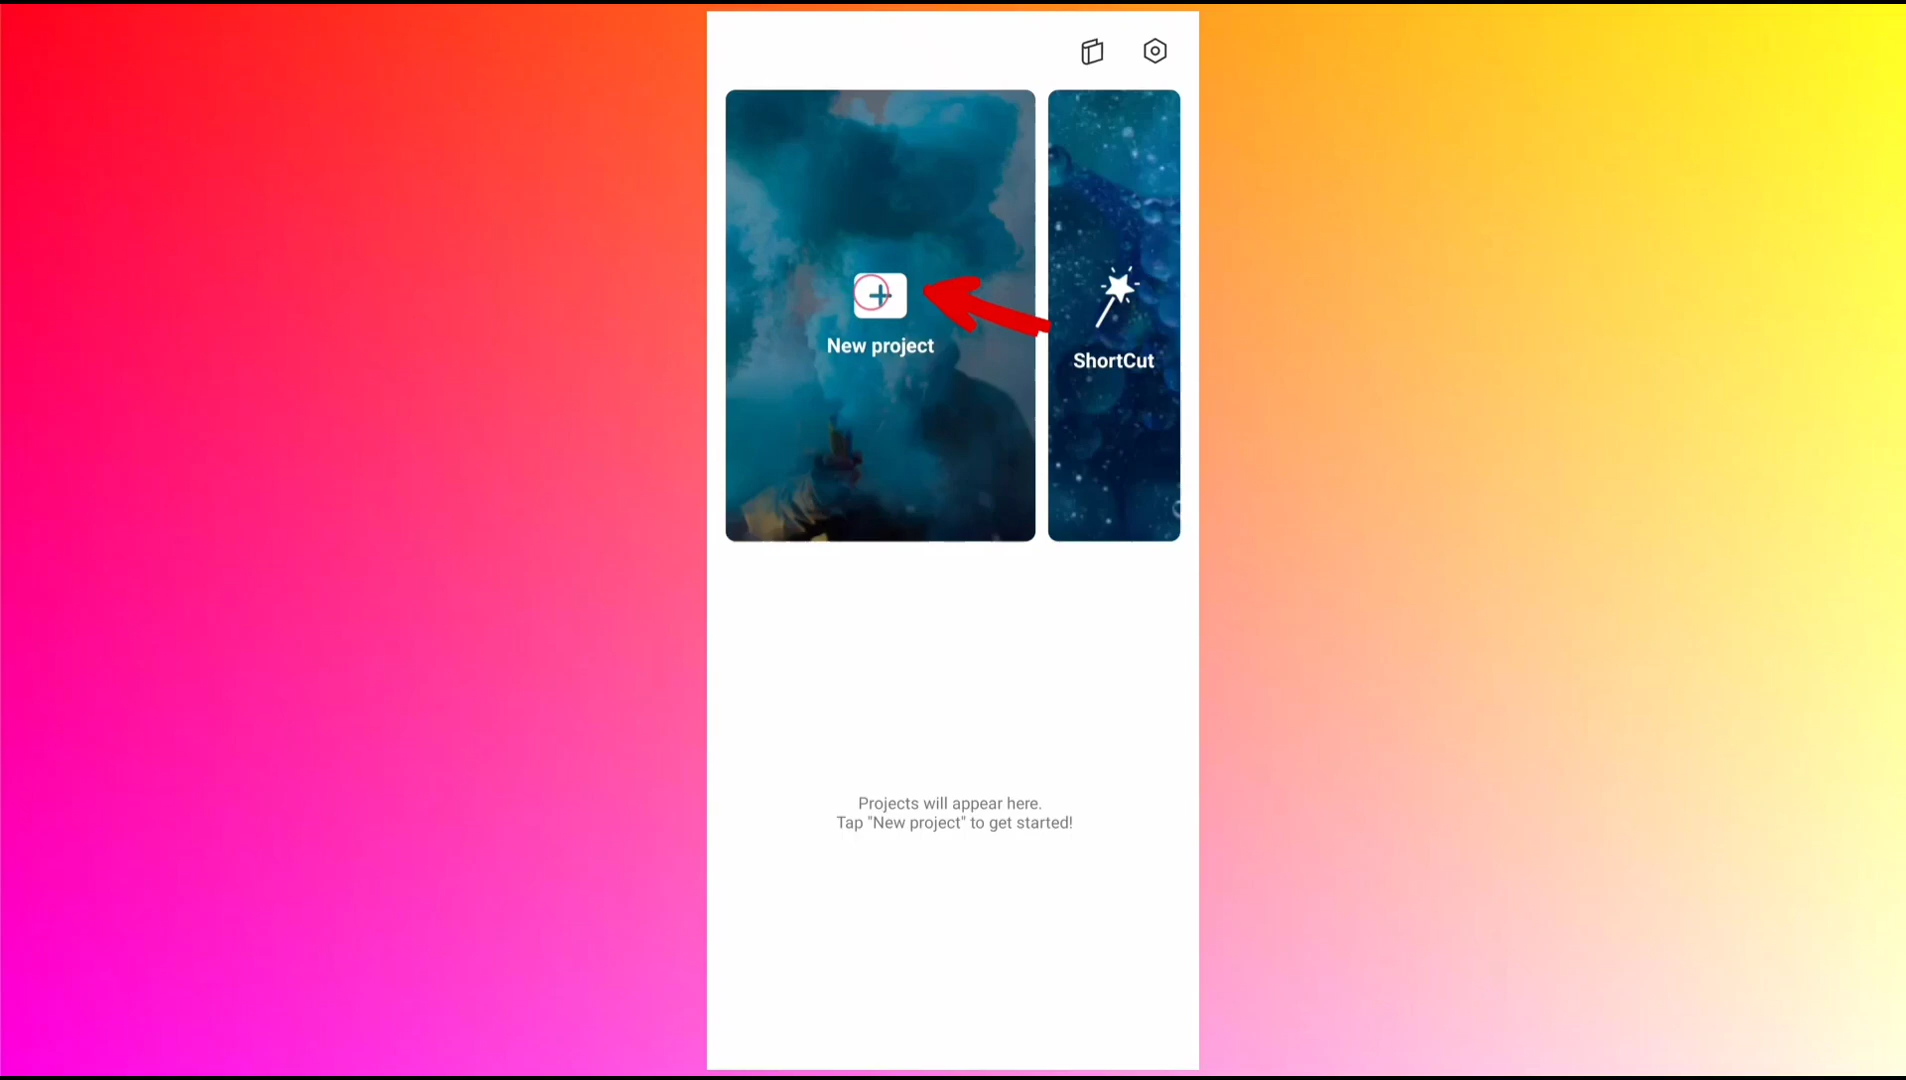 New project
ShortCut
Projects will appear here.
Tap "New project" to get started!